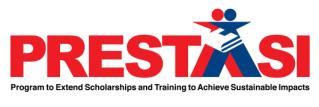 PRESTASI
Program to Extend Scholarships and Training to Achieve Sustainable Impacts